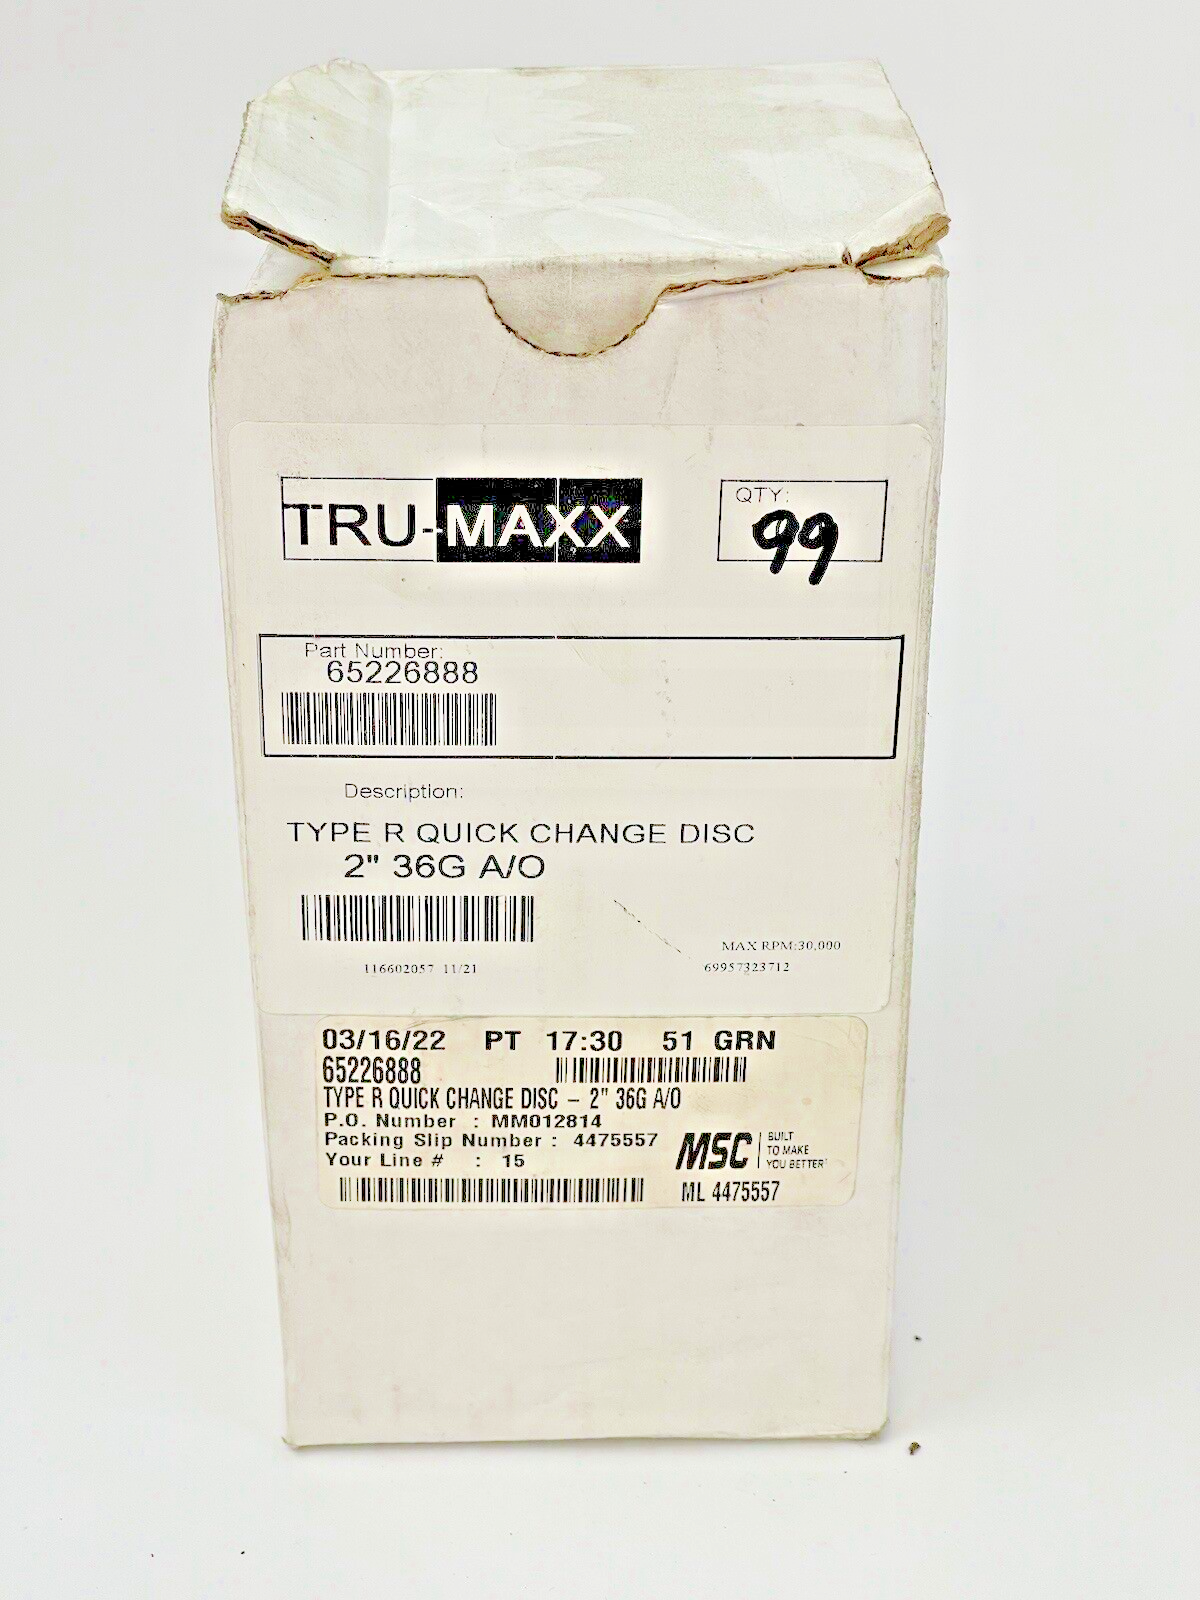 TRU-MAXX
QTY:
99
Part Number:
65226888
Description:
TYPE R QUICK CHANGE DISC
2" 36G A/O
MAX RPM:30,000
116602057 11/21
69957323712
03/16/22 PT 17:30 51 GRN
65226888
TYPE R QUICK CHANGE DISC – 2" 36G A/O
P.O. Number : MM012814
Packing Slip Number : 4475557
Your Line # : 15
MSC
BUILT
TO MAKE
YOU BETTER
ML 4475557